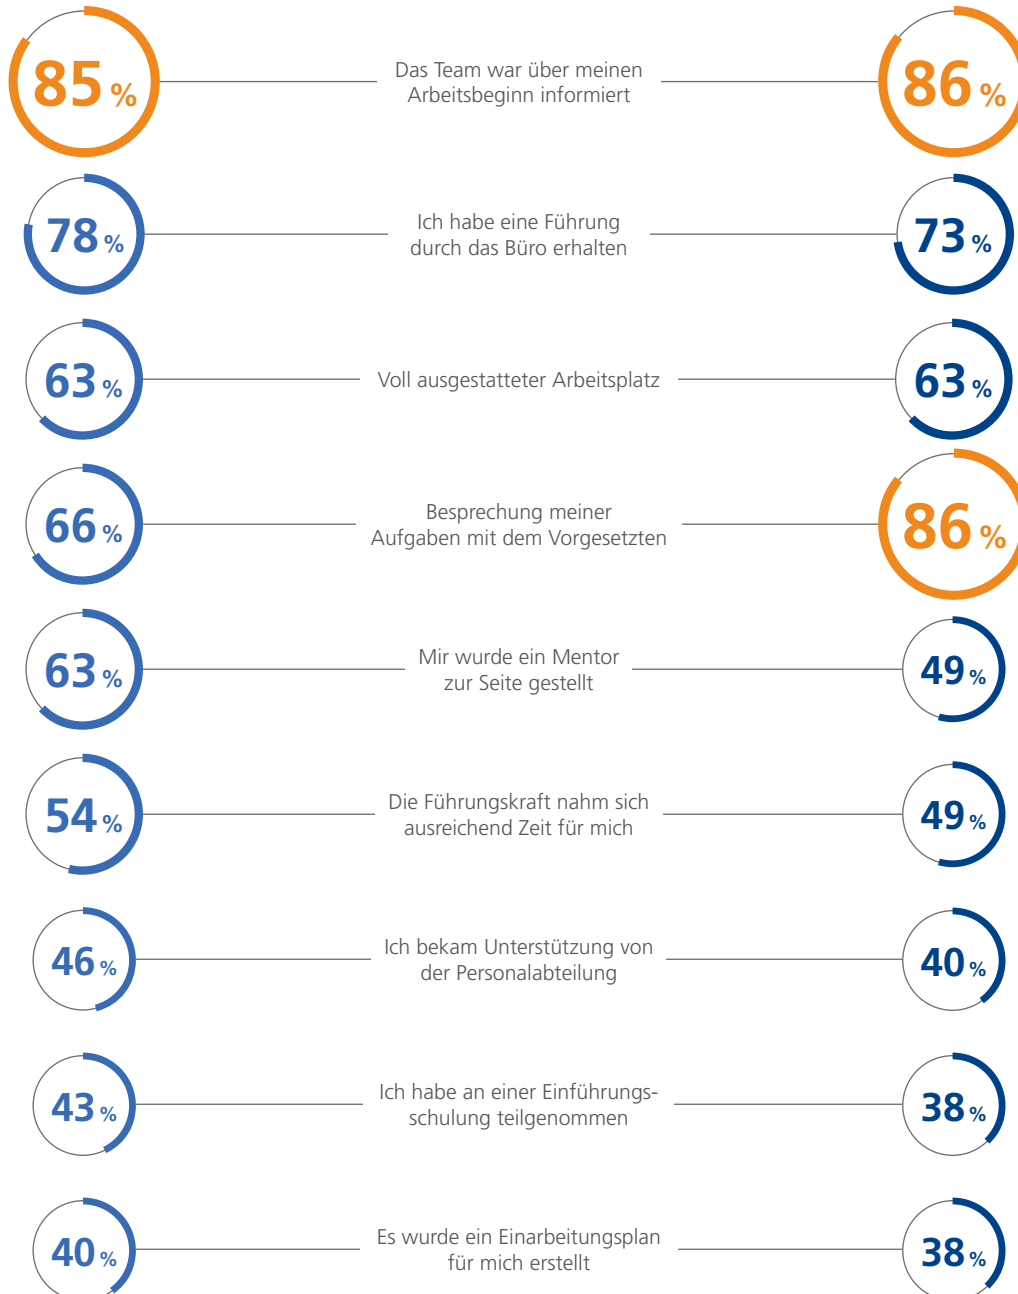 85 %
Das Team war über meinen
Arbeitsbeginn informiert
86 %
78 %
Ich habe eine Führung
durch das Büro erhalten
73 %
63 %
Voll ausgestatteter Arbeitsplatz
63 %
66 %
Besprechung meiner
Aufgaben mit dem Vorgesetzten
86 %
63 %
Mir wurde ein Mentor
zur Seite gestellt
49 %
54 %
Die Führungskraft nahm sich
ausreichend Zeit für mich
49 %
46 %
Ich bekam Unterstützung von
der Personalabteilung
40 %
43 %
Ich habe an einer Einführungs-
schulung teilgenommen
38 %
40 %
Es wurde ein Einarbeitungsplan
für mich erstellt
38 %